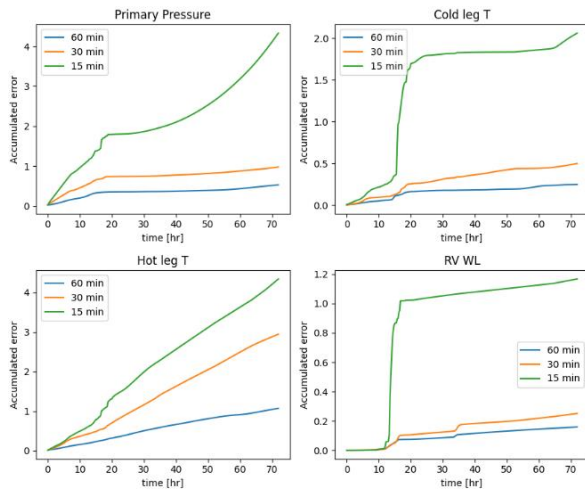 Primary Pressure
Accumulated error
4
3
2
1
0
60 min
30 min
15 min
0 10 20 30 40 50 60 70
time [hr]
Cold leg T
Accumulated error
2.0
1.5
1.0
0.5
0.0
60 min
30 min
15 min
0 10 20 30 40 50 60 70
time [hr]
Hot leg T
Accumulated error
4
3
2
1
0
60 min
30 min
15 min
0 10 20 30 40 50 60 70
time [hr]
RV WL
Accumulated error
1.2
1.0
0.8
0.6
0.4
0.2
0.0
60 min
30 min
15 min
0 10 20 30 40 50 60 70
time [hr]